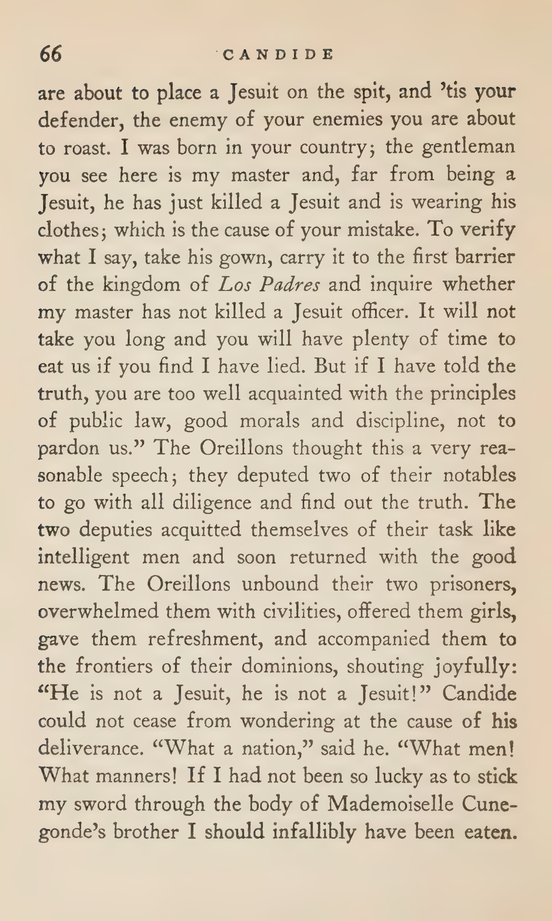 66 CANDIDE
are about to place a Jesuit on the spit, and ’tis your
defender, the enemy of your enemies you are about
to roast. I was born in your country; the gentleman
you see here is my master and, far from being a
Jesuit, he has just killed a Jesuit and is wearing his
clothes; which is the cause of your mistake. To verify
what I say, take his gown, carry it to the first barrier
of the kingdom of Los Padres and inquire whether
my master has not killed a Jesuit officer. It will not
take you long and you will have plenty of time to
eat us if you find I have lied. But if I have told the
truth, you are too well acquainted with the principles
of public law, good morals and discipline, not to
pardon us.” The Oreillons thought this a very rea-
sonable speech; they deputed two of their notables
to go with all diligence and find out the truth. The
two deputies acquitted themselves of their task like
intelligent men and soon returned with the good
news. The Oreillons unbound their two prisoners,
overwhelmed them with civilities, offered them girls,
gave them refreshment, and accompanied them to
the frontiers of their dominions, shouting joyfully:
“He is not a Jesuit, he is not a Jesuit!” Candide
could not cease from wondering at the cause of his
deliverance. “What a nation,” said he. “What men!
What manners! If I had not been so lucky as to stick
my sword through the body of Mademoiselle Cune-
gonde’s brother I should infallibly have been eaten.